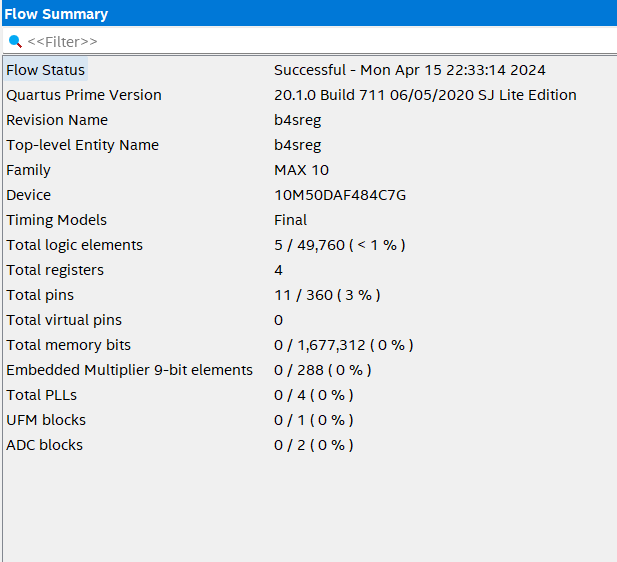 Flow Summary
<<Filter>>
Flow Status Successful - Mon Apr 15 22:33:14 2024
Quartus Prime Version 20.1.0 Build 711 06/05/2020 SJ Lite Edition
Revision Name b4sreg
Top-level Entity Name b4sreg
Family MAX 10
Device 10M50DAF484C7G
Timing Models Final
Total logic elements 5 / 49,760 ( < 1 % )
Total registers 4
Total pins 11 / 360 ( 3 % )
Total virtual pins 0
Total memory bits 0 / 1,677,312 ( 0 % )
Embedded Multiplier 9-bit elements 0 / 288 ( 0 % )
Total PLLs 0 / 4 ( 0 % )
UFM blocks 0 / 1 ( 0 % )
ADC blocks 0 / 2 ( 0 % )